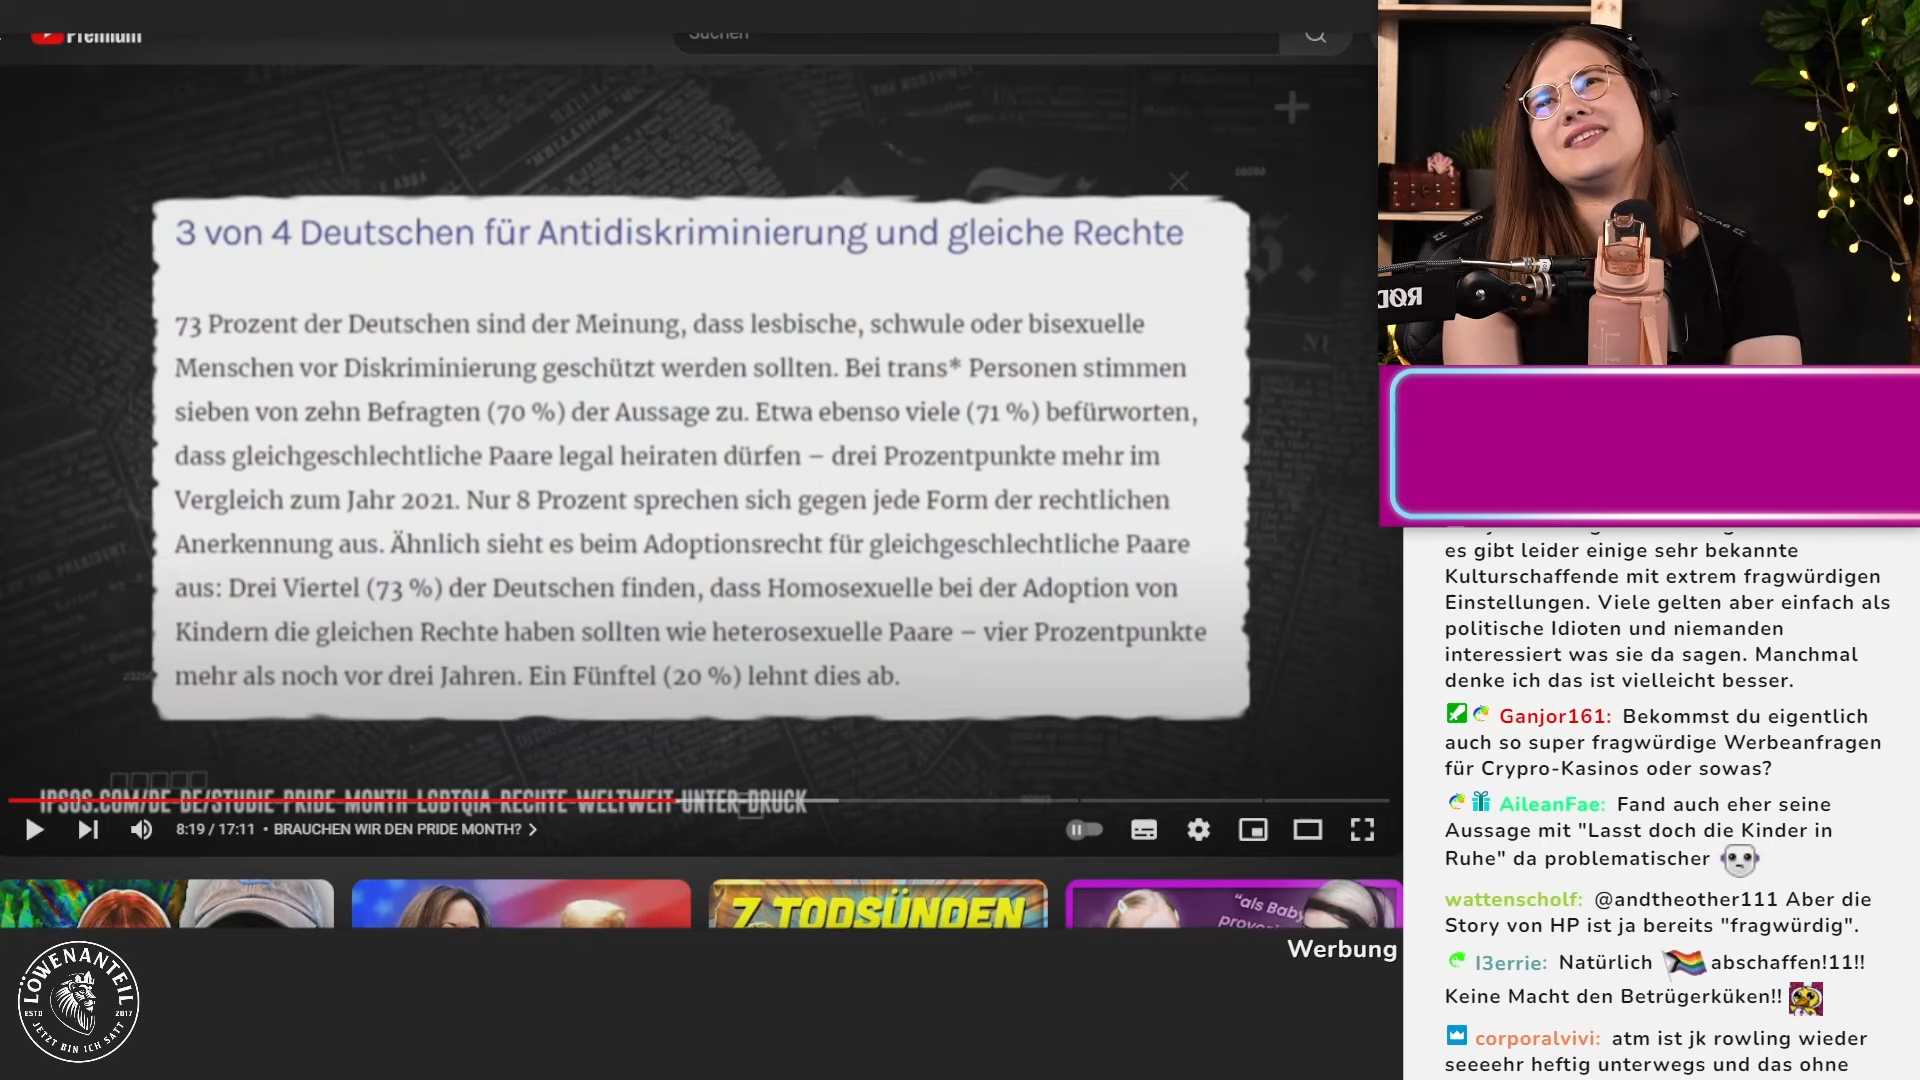 Premium
Suchen
3 von 4 Deutschen für Antidiskriminierung und gleiche Rechte
73 Prozent der Deutschen sind der Meinung, dass lesbische, schwule oder bisexuelle
Menschen vor Diskriminierung geschützt werden sollten. Bei trans* Personen stimmen
sieben von zehn Befragten (70 %) der Aussage zu. Etwa ebenso viele (71 %) befürworten,
dass gleichgeschlechtliche Paare legal heiraten dürfen – drei Prozentpunkte mehr im
Vergleich zum Jahr 2021. Nur 8 Prozent sprechen sich gegen jede Form der rechtlichen
Anerkennung aus. Ähnlich sieht es beim Adoptionsrecht für gleichgeschlechtliche Paare
aus: Drei Viertel (73 %) der Deutschen finden, dass Homosexuelle bei der Adoption von
Kindern die gleichen Rechte haben sollten wie heterosexuelle Paare – vier Prozentpunkte
mehr als noch vor drei Jahren. Ein Fünftel (20 %) lehnt dies ab.
IPSOS.COM/DE-DE/STUDIE-PRIDE-MONTH-LGBTQIA-RECHTE-WELTWEIT-UNTER-DRUCK
8:19 / 17:11 • BRAUCHEN WIR DEN PRIDE MONTH?
7 TODSÜNDEN
"als Baby
Werbung
LÖWENANTEIL
ESTD 2017
JETZT BIN ICH SATT
RØDE
es gibt leider einige sehr bekannte
Kulturschaffende mit extrem fragwürdigen
Einstellungen. Viele gelten aber einfach als
politische Idioten und niemanden
interessiert was sie da sagen. Manchmal
denke ich das ist vielleicht besser.
Ganjor161: Bekommst du eigentlich
auch so super fragwürdige Werbeanfragen
für Crypro-Kasinos oder sowas?
AileanFae: Fand auch eher seine
Aussage mit "Lasst doch die Kinder in
Ruhe" da problematischer
wattenscholf: @andtheother111 Aber die
Story von HP ist ja bereits "fragwürdig".
l3errie: Natürlich abschaffen!11!!
Keine Macht den Betrügerküken!!
corporalvivi: atm ist jk rowling wieder
seeeehr heftig unterwegs und das ohne